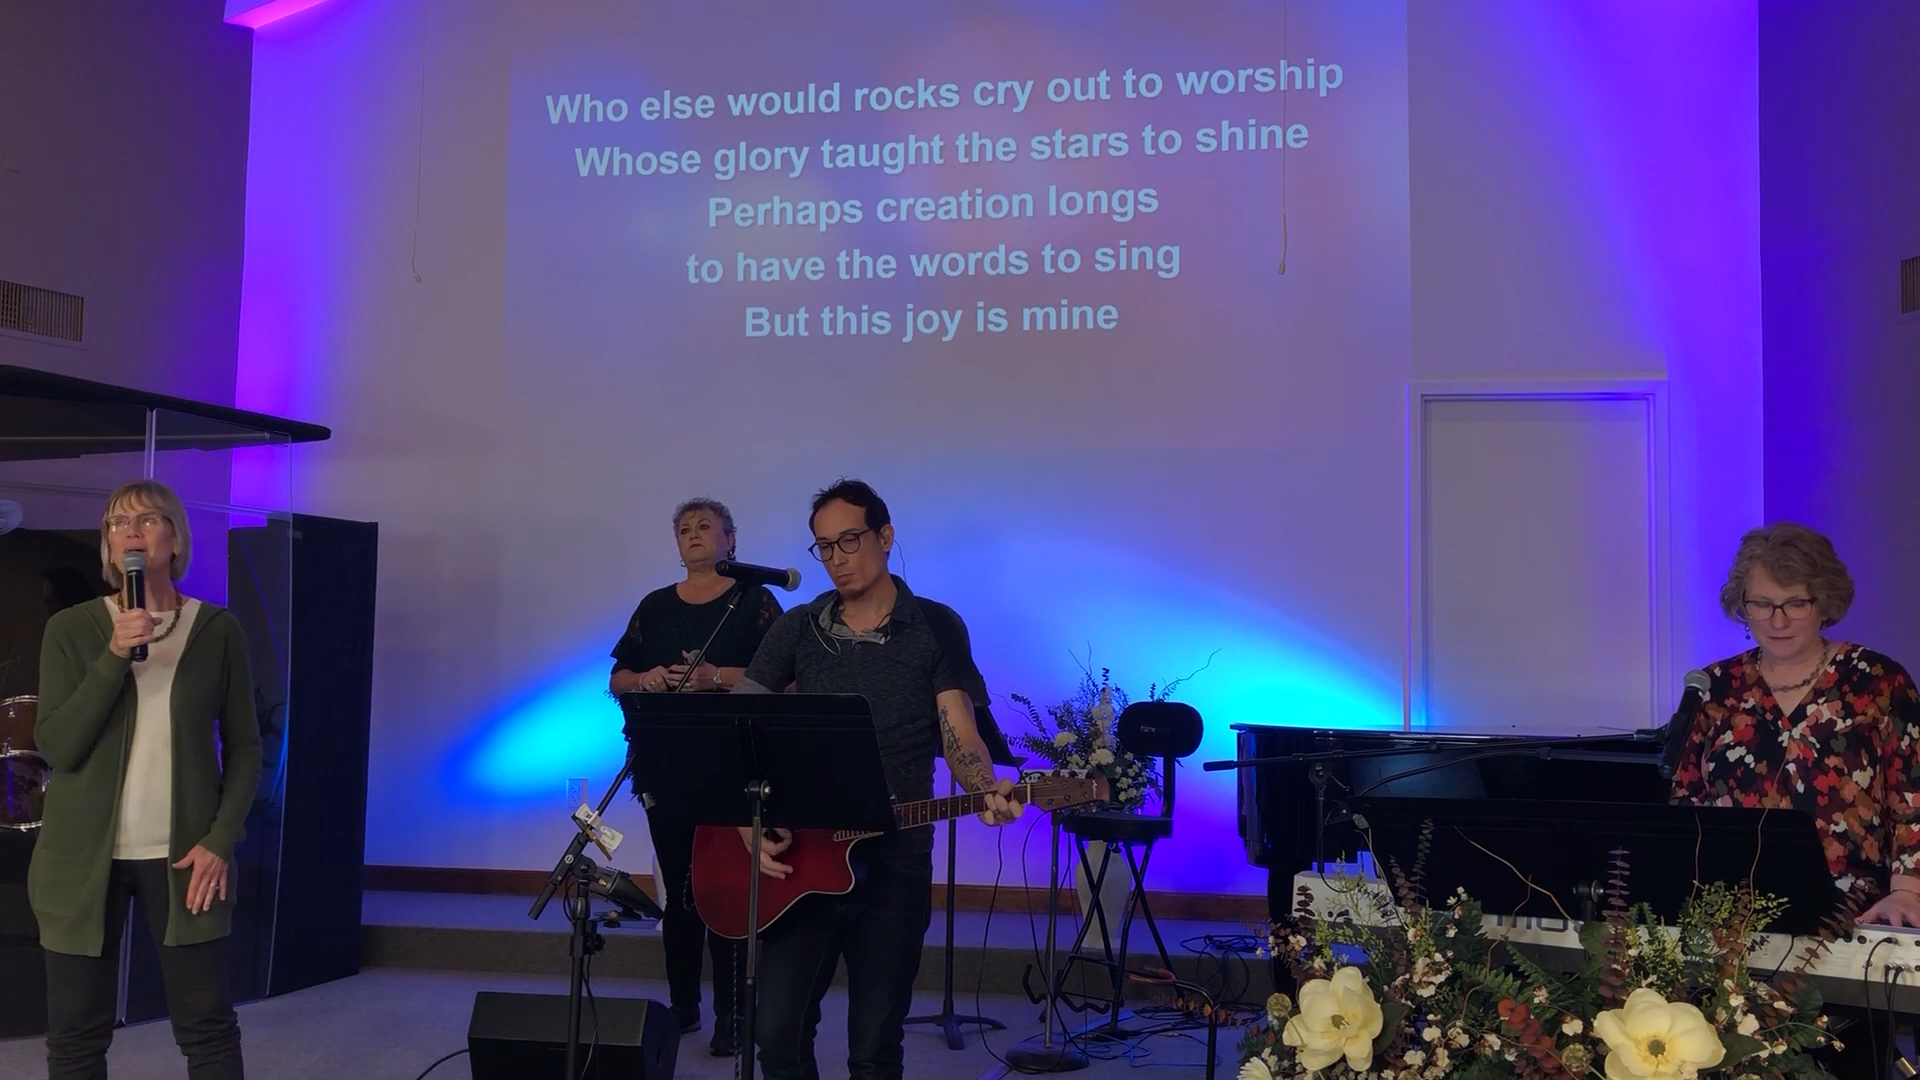 Who else would rocks cry out to worship
Whose glory taught the stars to shine
Perhaps creation longs
to have the words to sing
But this joy is mine